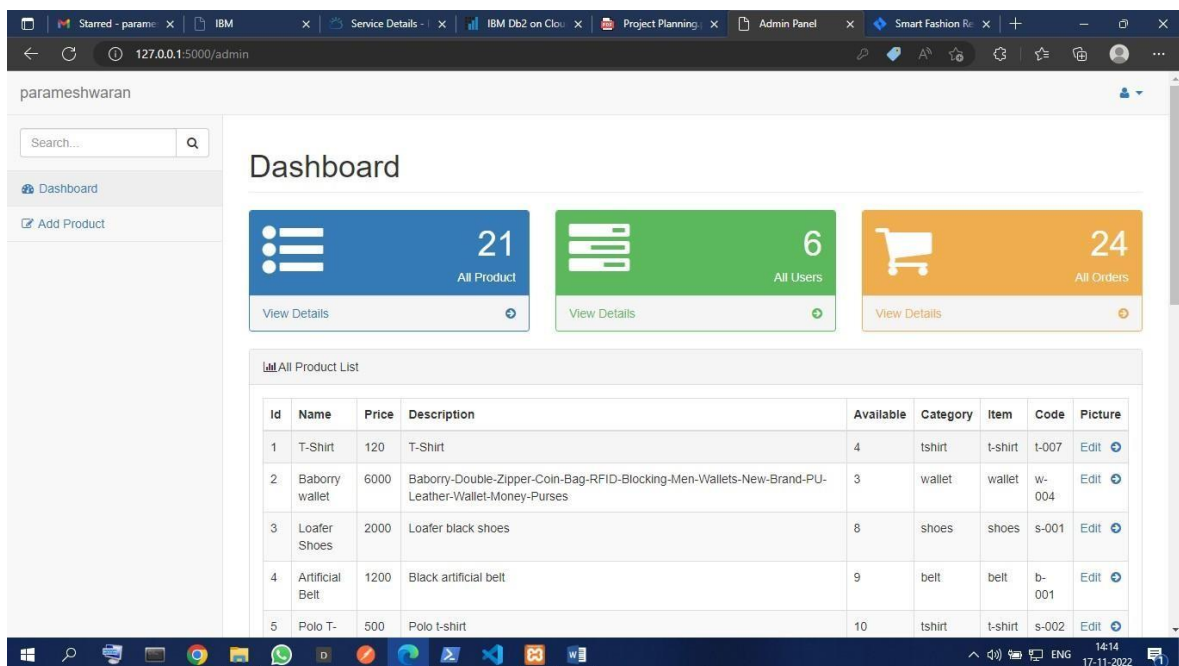 Starred - parame
IBM
Service Details - I
IBM Db2 on Clou
Project Planning
Admin Panel
Smart Fashion Re
127.0.0.1:5000/admin
parameshwaran
Search...
Dashboard
Add Product
Dashboard
21
All Product
View Details
6
All Users
View Details
24
All Orders
View Details
All Product List
Id Name Price Description Available Category Item Code Picture
1 T-Shirt 120 T-Shirt 4 tshirt t-shirt t-007 Edit
2 Baborry wallet 6000 Baborry-Double-Zipper-Coin-Bag-RFID-Blocking-Men-Wallets-New-Brand-PU-Leather-Wallet-Money-Purses 3 wallet wallet w-004 Edit
3 Loafer Shoes 2000 Loafer black shoes 8 shoes shoes s-001 Edit
4 Artificial Belt 1200 Black artificial belt 9 belt belt b-001 Edit
5 Polo T- 500 Polo t-shirt 10 tshirt t-shirt s-002 Edit
ENG
14:14
17-11-2022